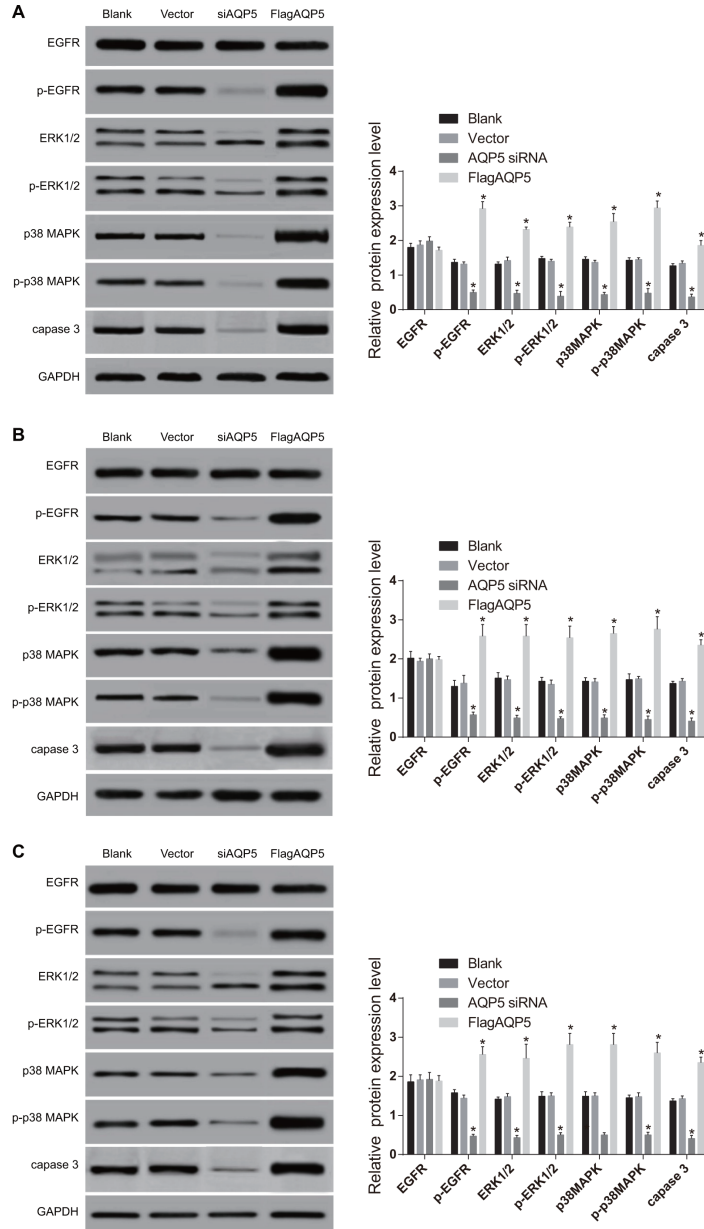 A
Blank Vector siAQP5 FlagAQP5
EGFR
p-EGFR
ERK1/2
p-ERK1/2
p38 MAPK
p-p38 MAPK
capase 3
GAPDH
Relative protein expression level
Blank
Vector
AQP5 siRNA
FlagAQP5
4
3
2
1
0
* * * * * *
* * * * * *
EGFR p-EGFR ERK1/2 p-ERK1/2 p38MAPK p-p38MAPK capase 3
B
Blank Vector siAQP5 FlagAQP5
EGFR
p-EGFR
ERK1/2
p-ERK1/2
p38 MAPK
p-p38 MAPK
capase 3
GAPDH
Relative protein expression level
Blank
Vector
AQP5 siRNA
FlagAQP5
4
3
2
1
0
* * * * * *
* * * * * *
EGFR p-EGFR ERK1/2 p-ERK1/2 p38MAPK p-p38MAPK capase 3
C
Blank Vector siAQP5 FlagAQP5
EGFR
p-EGFR
ERK1/2
p-ERK1/2
p38 MAPK
p-p38 MAPK
capase 3
GAPDH
Relative protein expression level
Blank
Vector
AQP5 siRNA
FlagAQP5
4
3
2
1
0
* * * * * *
* * * * *
EGFR p-EGFR ERK1/2 p-ERK1/2 p38MAPK p-p38MAPK capase 3